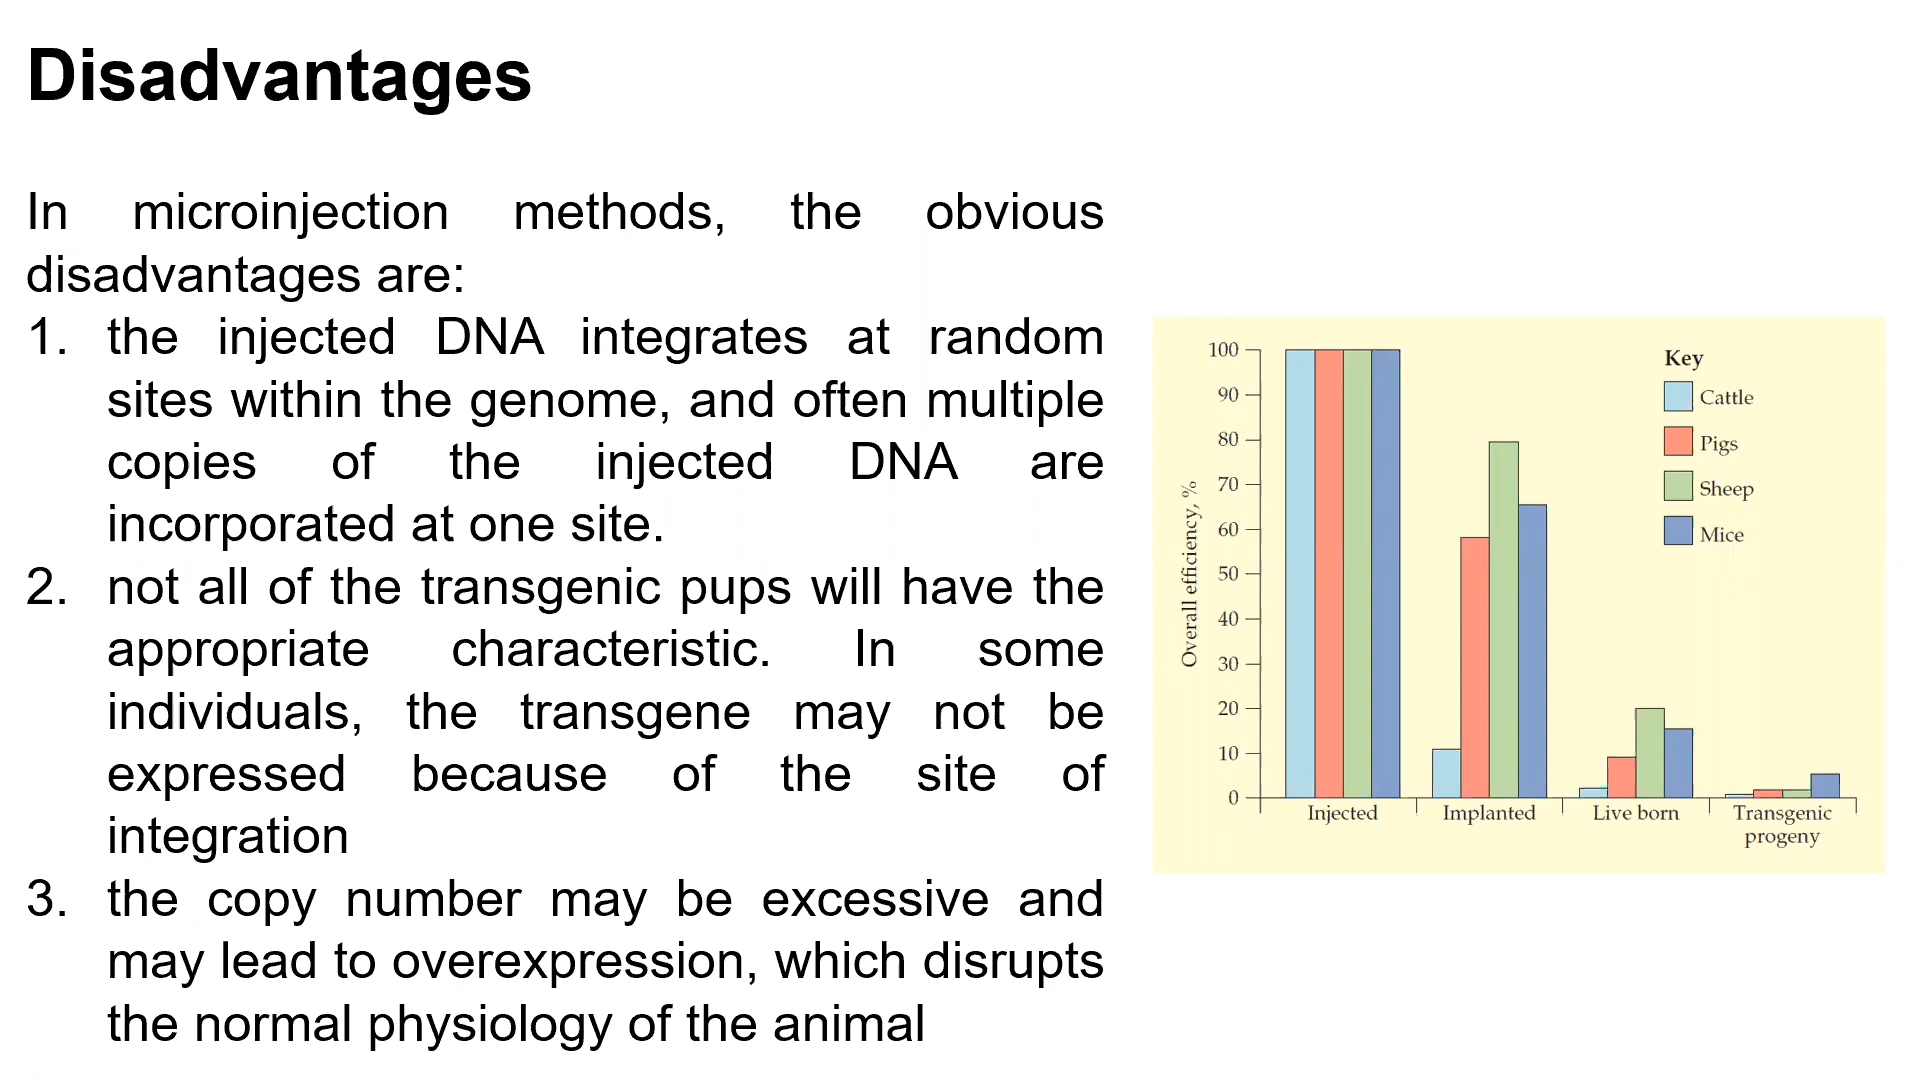 Disadvantages
In microinjection methods, the obvious
disadvantages are:
1. the injected DNA integrates at random
sites within the genome, and often multiple
copies of the injected DNA are
incorporated at one site.
2. not all of the transgenic pups will have the
appropriate characteristic. In some
individuals, the transgene may not be
expressed because of the site of
integration
3. the copy number may be excessive and
may lead to overexpression, which disrupts
the normal physiology of the animal
Overall efficiency, %
100
90
80
70
60
50
40
30
20
10
0
Injected
Implanted
Live born
Transgenic
progeny
Key
Cattle
Pigs
Sheep
Mice